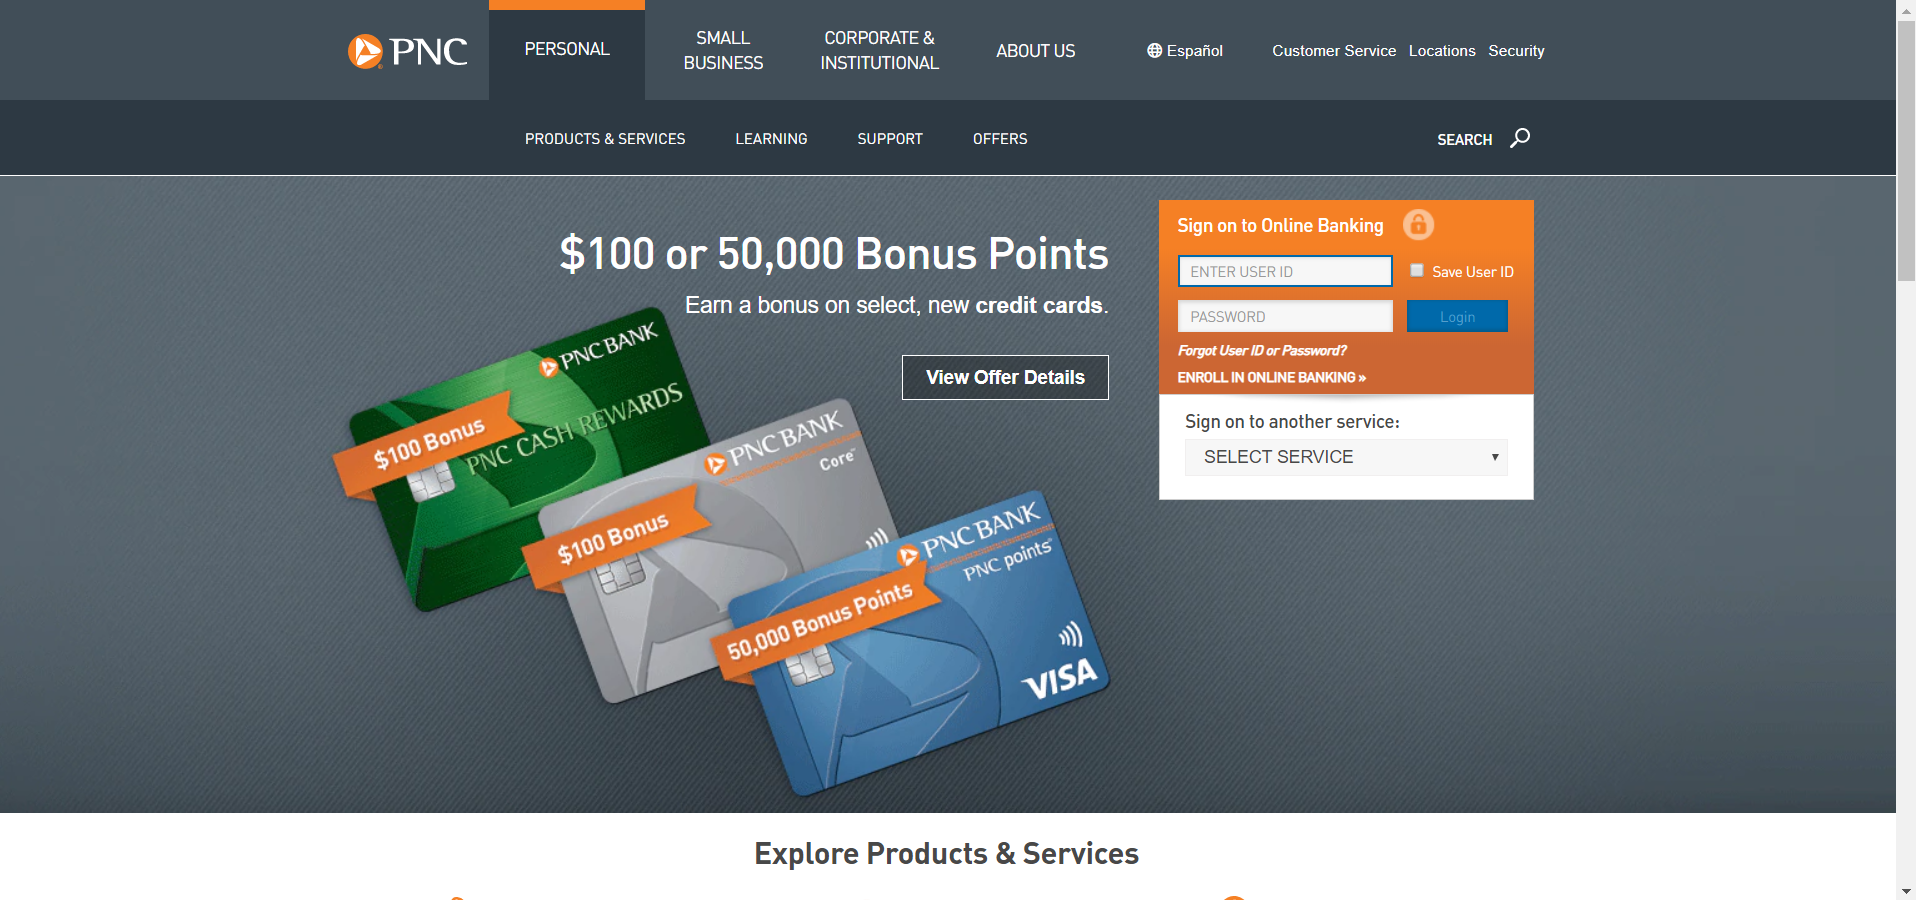 PNC
PERSONAL
SMALL
BUSINESS
CORPORATE &
INSTITUTIONAL
ABOUT US
Español
Customer Service
Locations
Security
PRODUCTS & SERVICES
LEARNING
SUPPORT
OFFERS
SEARCH
$100 or 50,000 Bonus Points
Earn a bonus on select, new credit cards.
View Offer Details
PNC BANK
PNC CASH REWARDS
$100 Bonus
PNC BANK
Core
$100 Bonus
PNC BANK
PNC points
50,000 Bonus Points
VISA
Sign on to Online Banking
ENTER USER ID
Save User ID
PASSWORD
Login
Forgot User ID or Password?
ENROLL IN ONLINE BANKING »
Sign on to another service:
SELECT SERVICE
Explore Products & Services